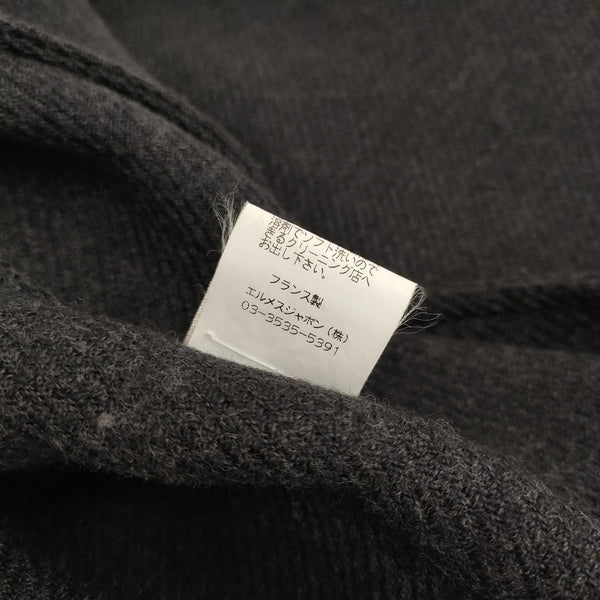 溶剤でソフト洗いので
きるクリーニング店へ
お出し下さい。
フランス製
エルメスジャポン(株)
03-3535-5391